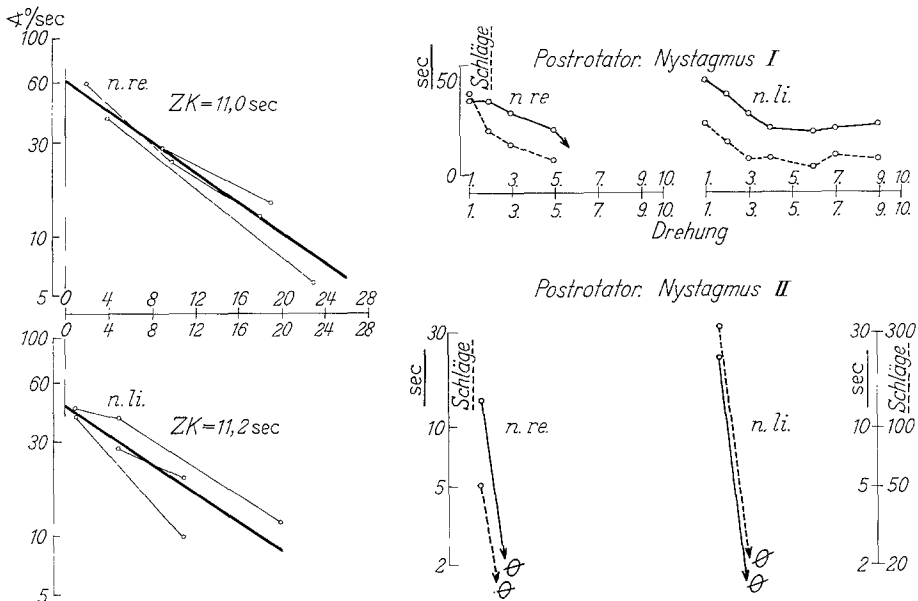 ∢°/sec
100
60
30
10
5
n.re.
ZK=11,0 sec
0 4 8 12 16 20 24 28
0 4 8 12 16 20 24 28
100
60
30
10
5
n.li.
ZK=11,2 sec
Postrotator. Nystagmus I
sec
Schläge
50
0
n re
n.li.
1. 3. 5. 7. 9. 10.
1. 3. 5. 7. 9. 10.
1. 3. 5. 7. 9. 10.
1. 3. 5. 7. 9. 10.
Drehung
Postrotator. Nystagmus II
sec
Schläge
30
10
5
2
n.re.
Ø
Ø
n.li.
Ø
Ø
sec
Schläge
30 300
10 100
5 50
2 20